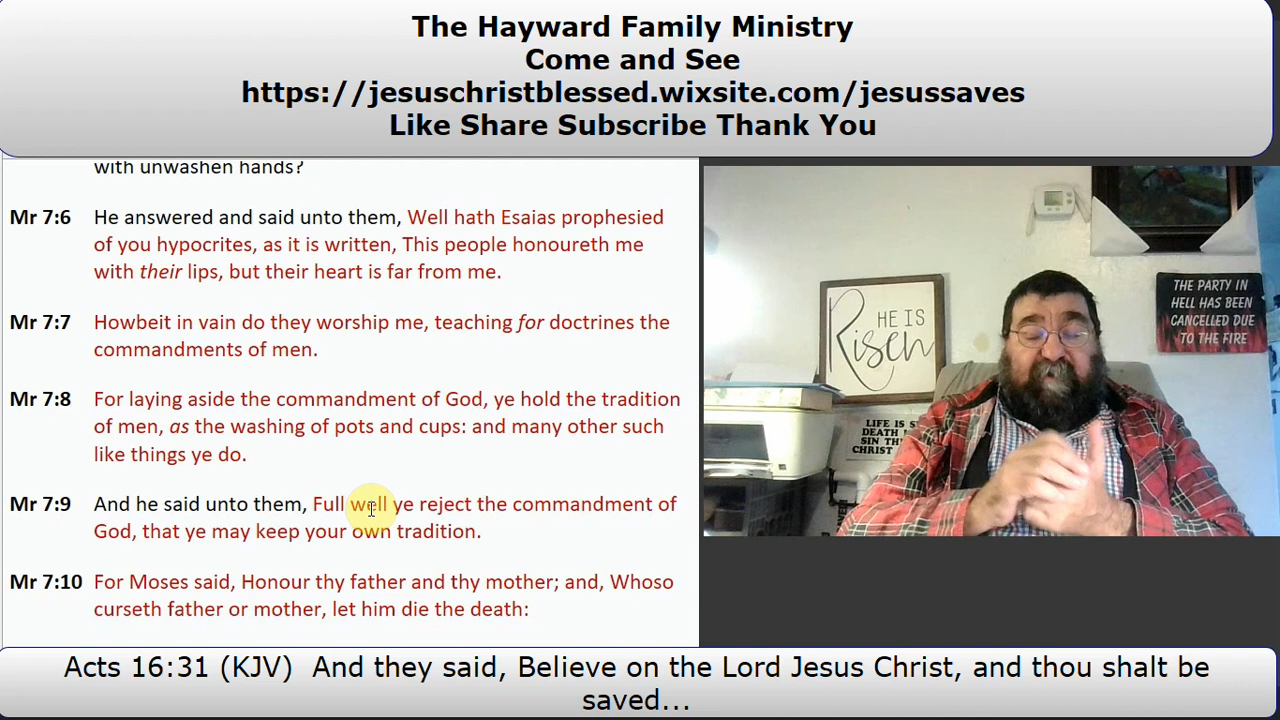 The Hayward Family Ministry
Come and See
https://jesuschristblessed.wixsite.com/jesussaves
Like Share Subscribe Thank You
with unwashen hands?
Mr 7:6 He answered and said unto them, Well hath Esaias prophesied
of you hypocrites, as it is written, This people honoureth me
with their lips, but their heart is far from me.
Mr 7:7 Howbeit in vain do they worship me, teaching for doctrines the
commandments of men.
Mr 7:8 For laying aside the commandment of God, ye hold the tradition
of men, as the washing of pots and cups: and many other such
like things ye do.
Mr 7:9 And he said unto them, Full well ye reject the commandment of
God, that ye may keep your own tradition.
Mr 7:10 For Moses said, Honour thy father and thy mother; and, Whoso
curseth father or mother, let him die the death:
HE IS
Risen
THE PARTY IN
HELL HAS BEEN
CANCELLED DUE
TO THE FIRE
LIFE IS
DEATH
SIN TH
CHRIST
Acts 16:31 (KJV) And they said, Believe on the Lord Jesus Christ, and thou shalt be
saved...